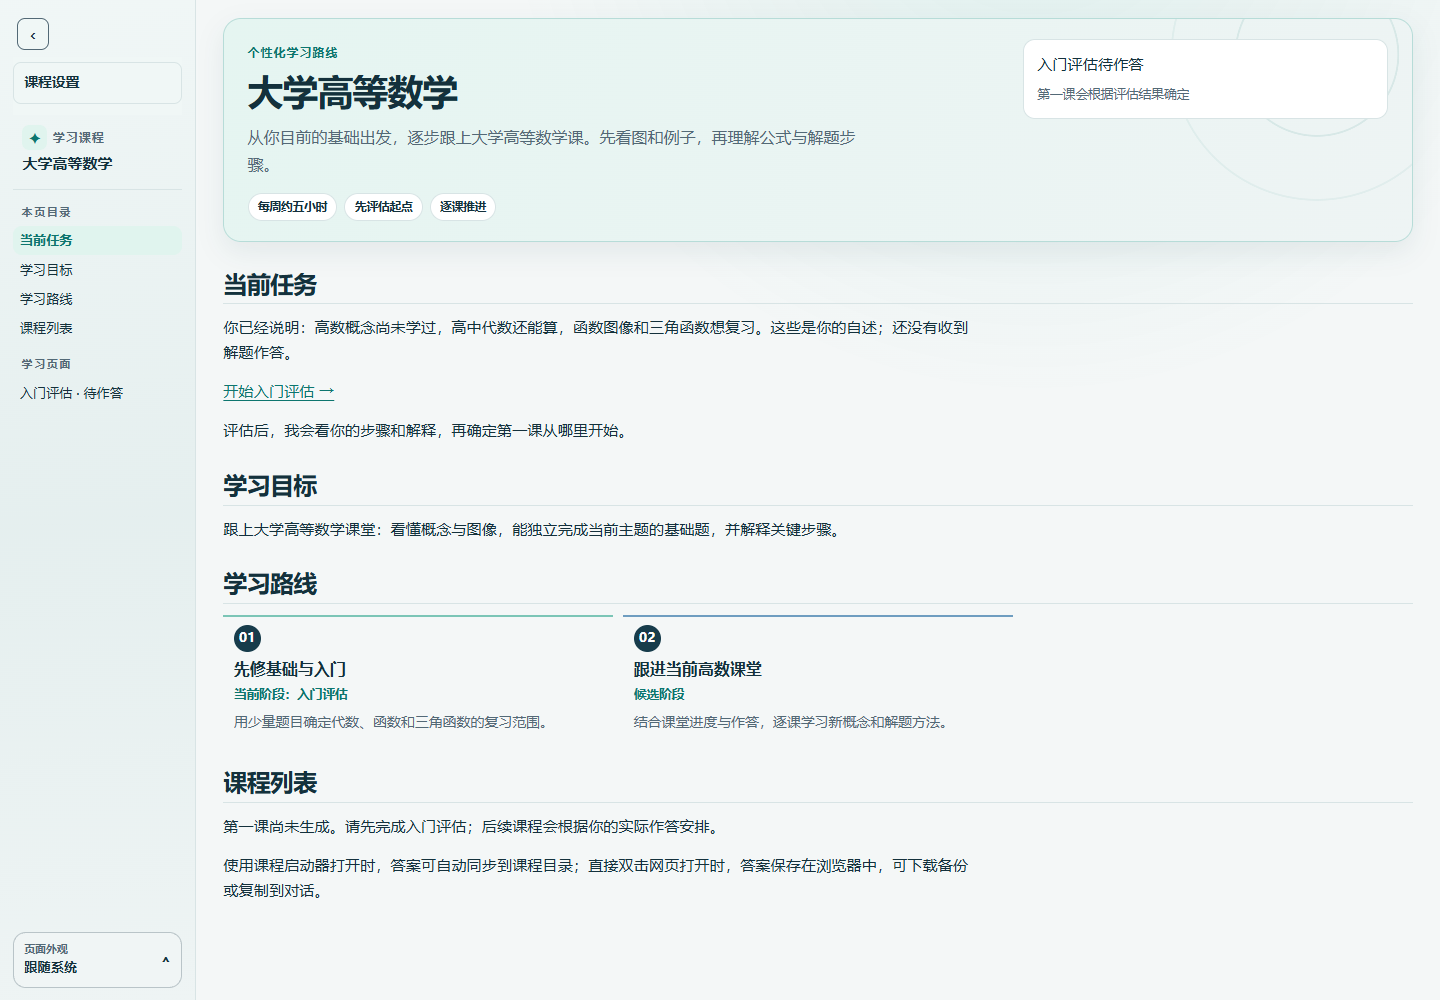 ‹
课程设置
✦ 学习课程
大学高等数学
本页目录
当前任务
学习目标
学习路线
课程列表
学习页面
入门评估 · 待作答
页面外观
跟随系统
^
个性化学习路线
大学高等数学
从你目前的基础出发，逐步跟上大学高等数学课。先看图和例子，再理解公式与解题步
骤。
每周约五小时
先评估起点
逐课推进
入门评估待作答
第一课会根据评估结果确定
当前任务
你已经说明：高数概念尚未学过，高中代数还能算，函数图像和三角函数想复习。这些是你的自述；还没有收到
解题作答。
开始入门评估 →
评估后，我会看你的步骤和解释，再确定第一课从哪里开始。
学习目标
跟上大学高等数学课堂：看懂概念与图像，能独立完成当前主题的基础题，并解释关键步骤。
学习路线
01
先修基础与入门
当前阶段：入门评估
用少量题目确定代数、函数和三角函数的复习范围。
02
跟进当前高数课堂
候选阶段
结合课堂进度与作答，逐课学习新概念和解题方法。
课程列表
第一课尚未生成。请先完成入门评估；后续课程会根据你的实际作答安排。
使用课程启动器打开时，答案可自动同步到课程目录；直接双击网页打开时，答案保存在浏览器中，可下载备份
或复制到对话。